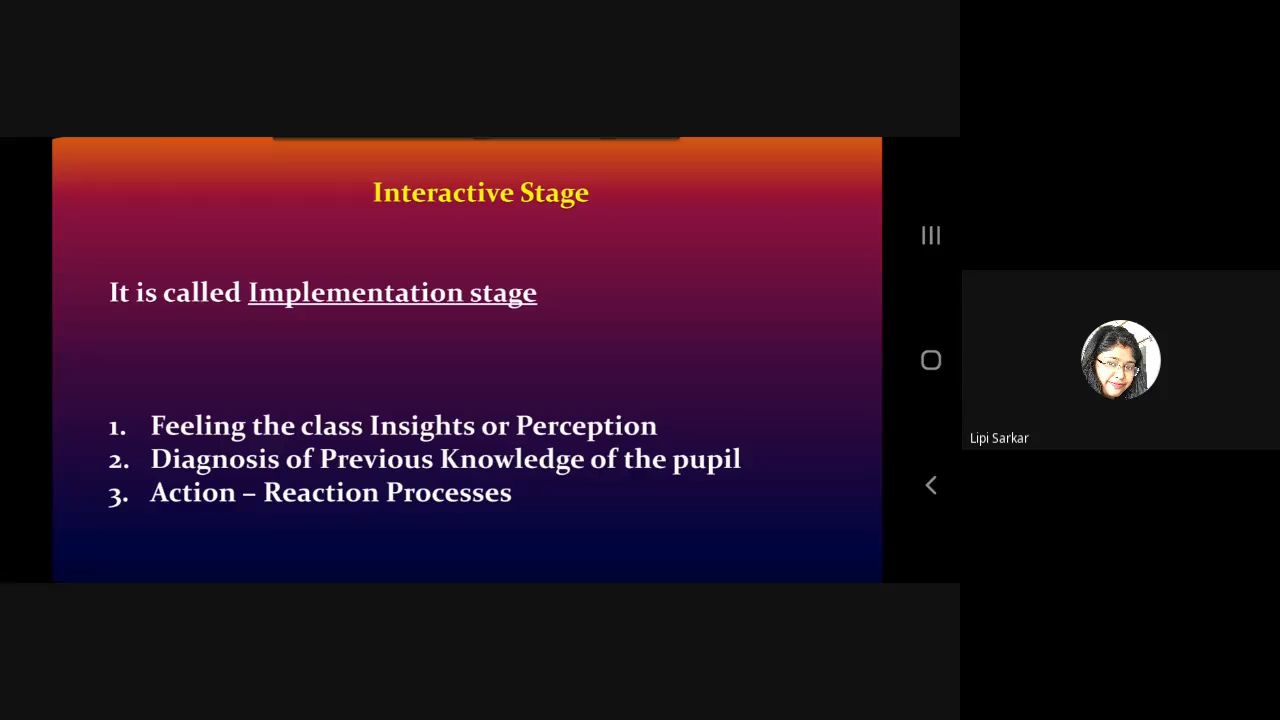 Interactive Stage
It is called Implementation stage
1. Feeling the class Insights or Perception
2. Diagnosis of Previous Knowledge of the pupil
3. Action – Reaction Processes
Lipi Sarkar